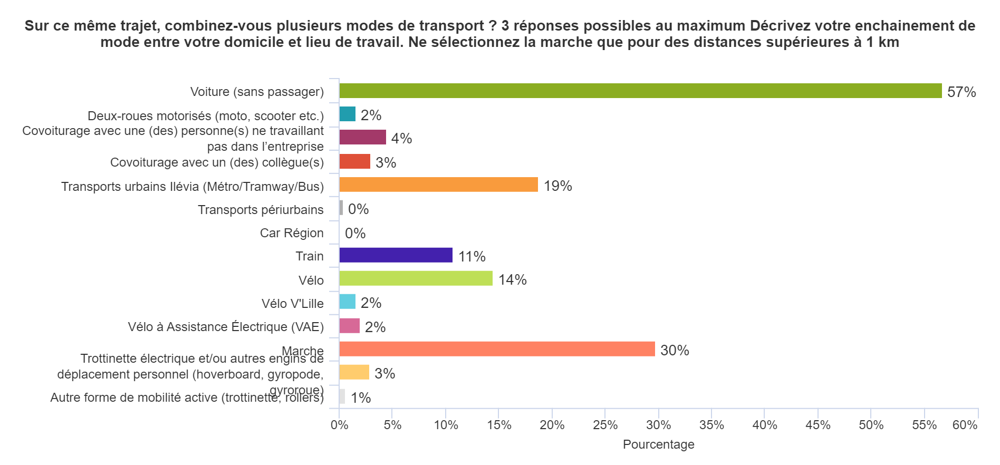 Sur ce même trajet, combinez-vous plusieurs modes de transport ? 3 réponses possibles au maximum Décrivez votre enchainement de
mode entre votre domicile et lieu de travail. Ne sélectionnez la marche que pour des distances supérieures à 1 km
Voiture (sans passager)
57%
Deux-roues motorisés (moto, scooter etc.)
2%
Covoiturage avec une (des) personne(s) ne travaillant
pas dans l’entreprise
4%
Covoiturage avec un (des) collègue(s)
3%
Transports urbains Ilévia (Métro/Tramway/Bus)
19%
Transports périurbains
0%
Car Région
0%
Train
11%
Vélo
14%
Vélo V'Lille
2%
Vélo à Assistance Électrique (VAE)
2%
Marche
30%
Trottinette électrique et/ou autres engins de
déplacement personnel (hoverboard, gyropode,
gyroroue)
3%
Autre forme de mobilité active (trottinette, rollers)
1%
0% 5% 10% 15% 20% 25% 30% 35% 40% 45% 50% 55% 60%
Pourcentage